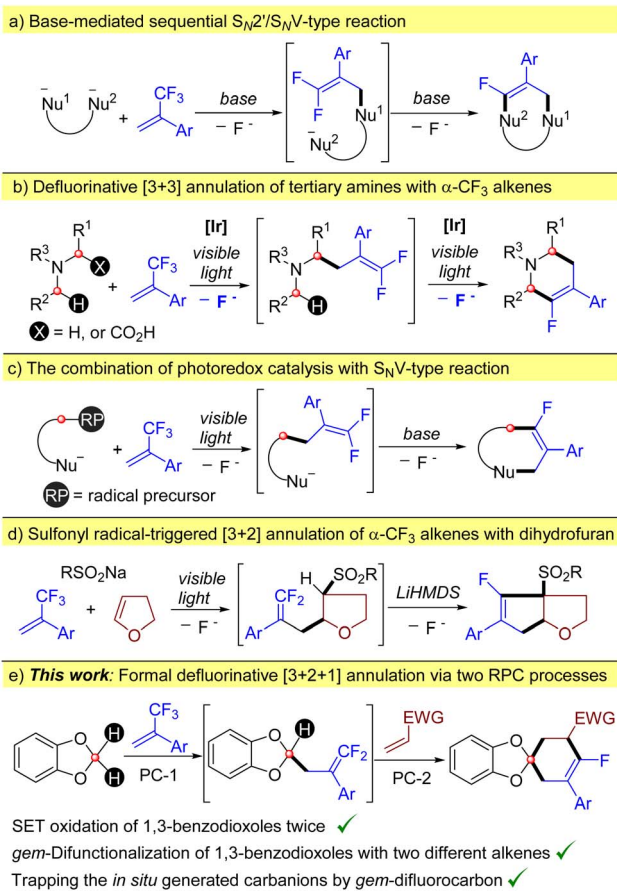 a) Base-mediated sequential SN2'/SNV-type reaction
Nu1 Nu2 + CF3 Ar base – F - F F Ar Nu1 Nu2 base – F - F Ar Nu2 Nu1
b) Defluorinative [3+3] annulation of tertiary amines with α-CF3 alkenes
R1 R3 N X R2 H + CF3 Ar [Ir] visible light – F - R1 R3 N Ar F F R2 H [Ir] visible light – F - R1 R3 N R2 F Ar
X = H, or CO2H
c) The combination of photoredox catalysis with SNV-type reaction
RP Nu– + CF3 Ar visible light – F - Ar F F Nu– base – F - F Ar Nu
RP = radical precursor
d) Sulfonyl radical-triggered [3+2] annulation of α-CF3 alkenes with dihydrofuran
RSO2Na
CF3 Ar + O visible light – F - H SO2R CF2 Ar O LiHMDS – F - F SO2R Ar O
e) This work: Formal defluorinative [3+2+1] annulation via two RPC processes
O O H H CF3 Ar PC-1 O O H CF2 Ar EWG PC-2 O O EWG F Ar
SET oxidation of 1,3-benzodioxoles twice ✓
gem-Difunctionalization of 1,3-benzodioxoles with two different alkenes ✓
Trapping the in situ generated carbanions by gem-difluorocarbon ✓